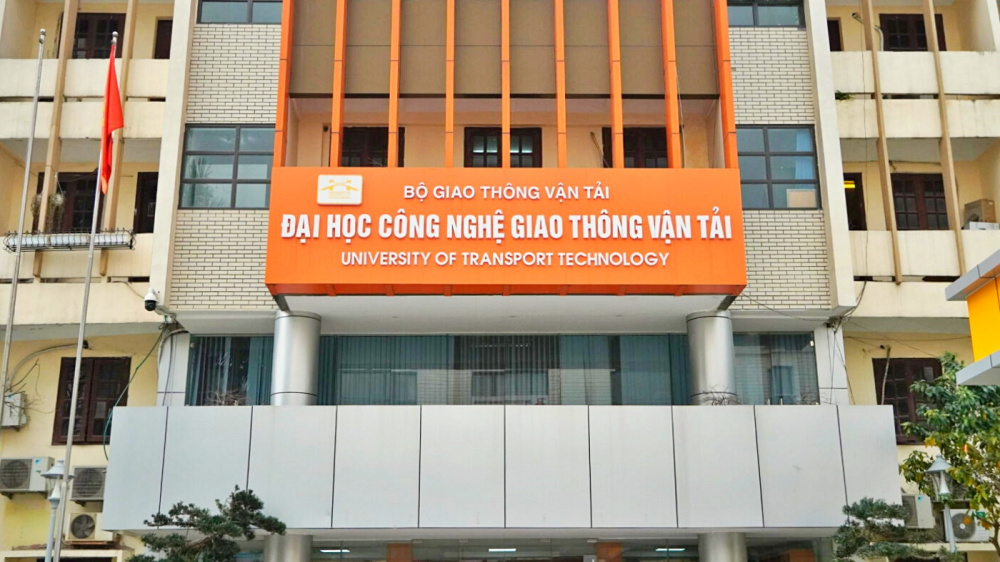 BỘ GIAO THÔNG VẬN TẢI
ĐẠI HỌC CÔNG NGHỆ GIAO THÔNG VẬN TẢI
UNIVERSITY OF TRANSPORT TECHNOLOGY